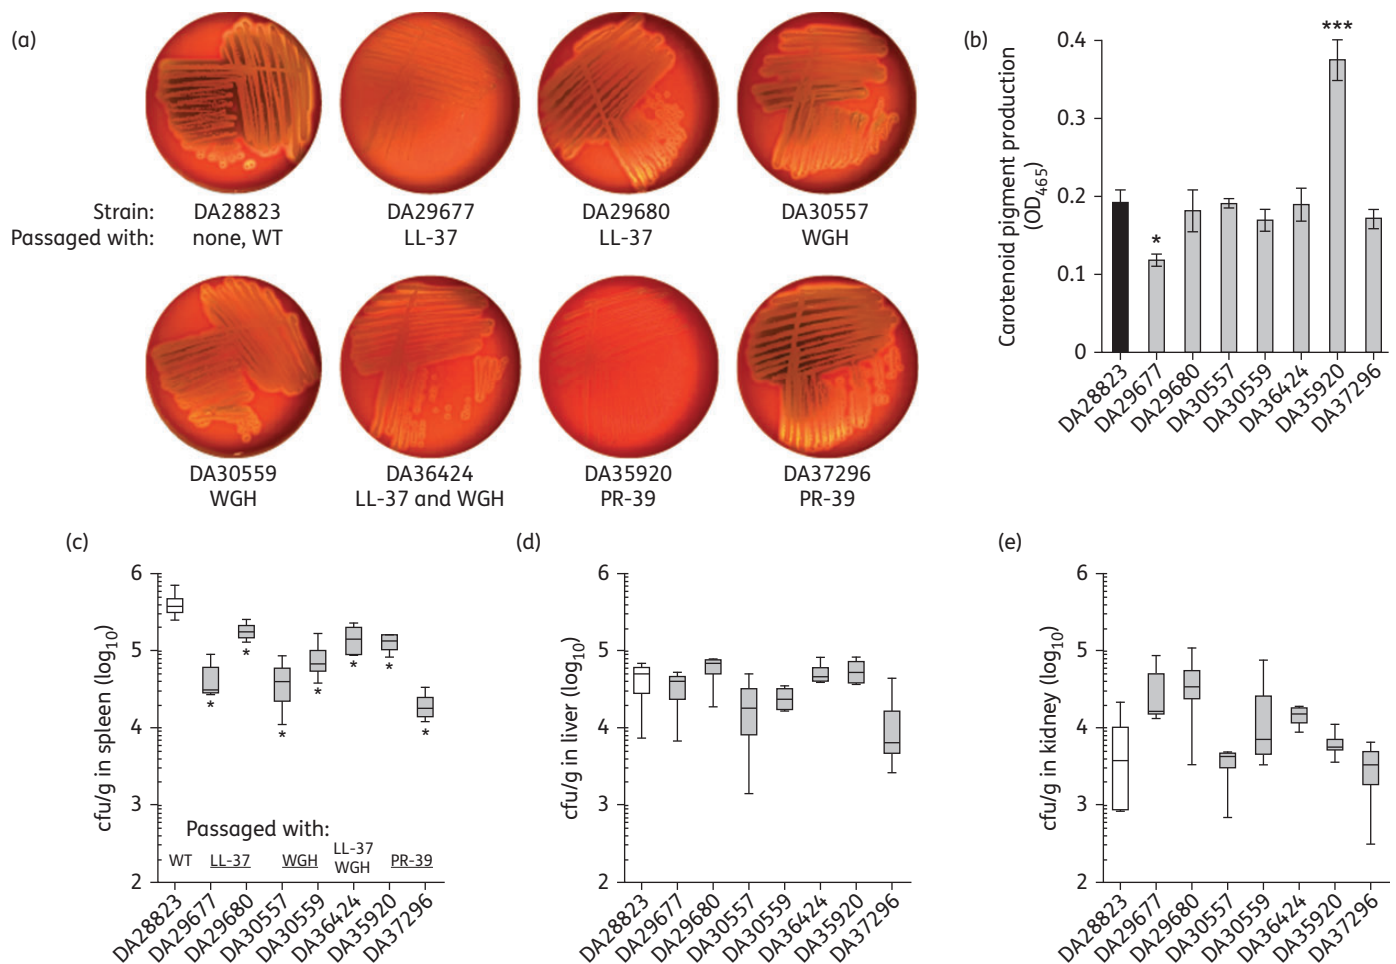 (a)
Strain: DA28823 DA29677 DA29680 DA30557
Passaged with: none, WT LL-37 LL-37 WGH
DA30559 DA36424 DA35920 DA37296
WGH LL-37 and WGH PR-39 PR-39
(b)
Carotenoid pigment production
(OD465)
0.4
0.3
0.2
0.1
0
* ***
DA28823 DA29677 DA29680 DA30557 DA30559 DA36424 DA35920 DA37296
(c)
cfu/g in spleen (log10)
6
5
4
3
2
* * * * * * *
Passaged with:
WT LL-37 WGH LL-37 WGH PR-39
DA28823 DA29677 DA29680 DA30557 DA30559 DA36424 DA35920 DA37296
(d)
cfu/g in liver (log10)
6
5
4
3
2
DA28823 DA29677 DA29680 DA30557 DA30559 DA36424 DA35920 DA37296
(e)
cfu/g in kidney (log10)
6
5
4
3
2
DA28823 DA29677 DA29680 DA30557 DA30559 DA36424 DA35920 DA37296